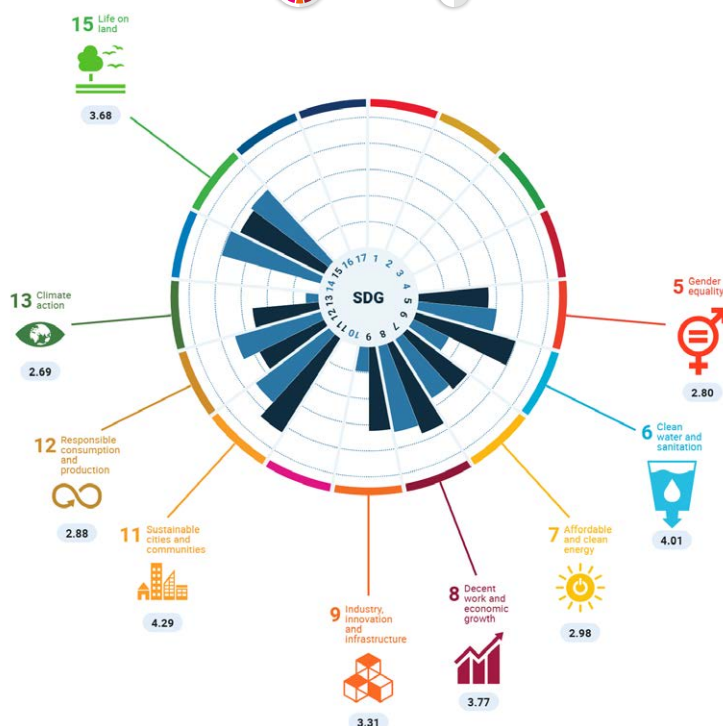 15 Life on
land
3.68
16 17 1 2
15 3
14 4
13 SDG 5
12 6
11 7
10 9 8
13 Climate
action
2.69
5 Gender
equality
2.80
12 Responsible
consumption
and
production
2.88
11 Sustainable
cities and
communities
4.29
9 Industry,
innovation
and
infrastructure
3.31
8 Decent
work and
economic
growth
3.77
7 Affordable
and clean
energy
2.98
6 Clean
water and
sanitation
4.01